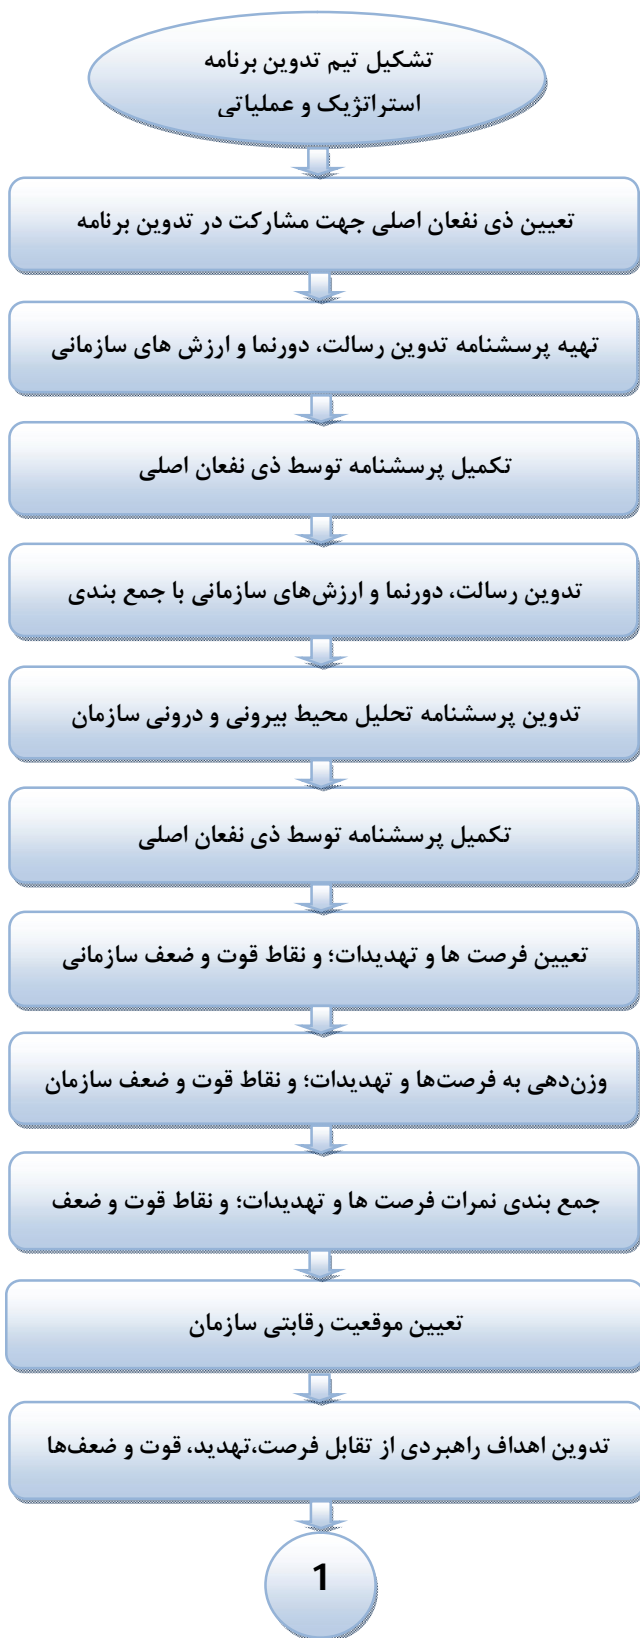 تشکیل تیم تدوین برنامه
استراتژیک و عملیاتی
تعیین ذی نفعان اصلی جهت مشارکت در تدوین برنامه
تهیه پرسشنامه تدوین رسالت، دورنما و ارزش های سازمانی
تکمیل پرسشنامه توسط ذی نفعان اصلی
تدوین رسالت، دورنما و ارزش‌های سازمانی با جمع بندی
تدوین پرسشنامه تحلیل محیط بیرونی و درونی سازمان
تکمیل پرسشنامه توسط ذی نفعان اصلی
تعیین فرصت ها و تهدیدات؛ و نقاط قوت و ضعف سازمانی
وزن‌دهی به فرصت‌ها و تهدیدات؛ و نقاط قوت و ضعف سازمان
جمع بندی نمرات فرصت ها و تهدیدات؛ و نقاط قوت و ضعف
تعیین موقعیت رقابتی سازمان
تدوین اهداف راهبردی از تقابل فرصت،تهدید، قوت و ضعف‌ها
1